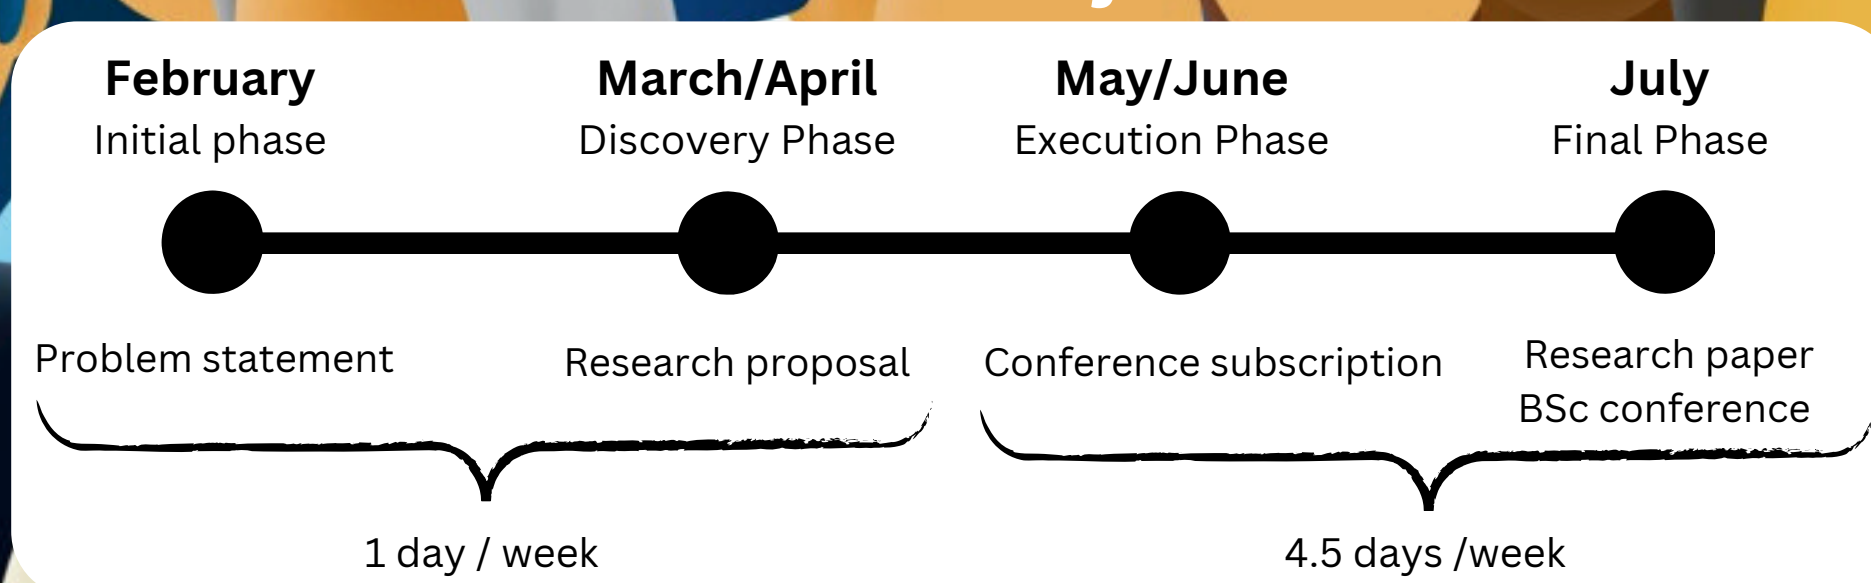 February
Initial phase
March/April
Discovery Phase
May/June
Execution Phase
July
Final Phase
Problem statement
Research proposal
Conference subscription
Research paper
BSc conference
1 day / week
4.5 days /week